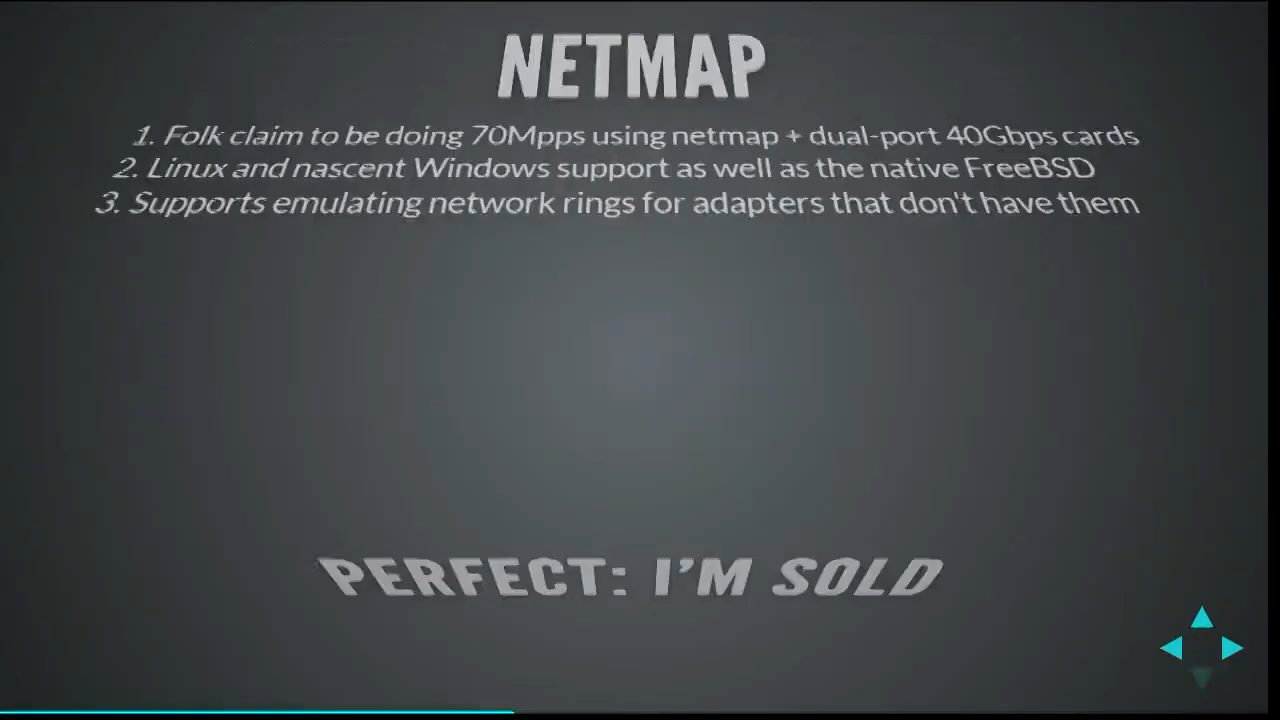 NETMAP
1. Folk claim to be doing 70Mpps using netmap + dual-port 40Gbps cards
2. Linux and nascent Windows support as well as the native FreeBSD
3. Supports emulating network rings for adapters that don't have them
PERFECT: I'M SOLD